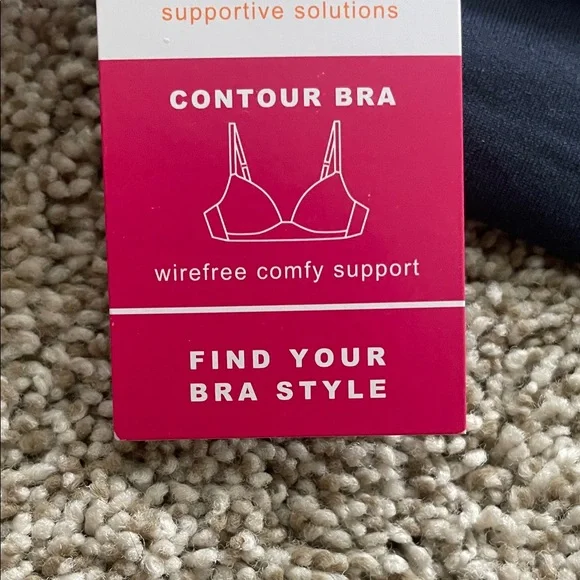 supportive solutions
CONTOUR BRA
wirefree comfy support
FIND YOUR
BRA STYLE